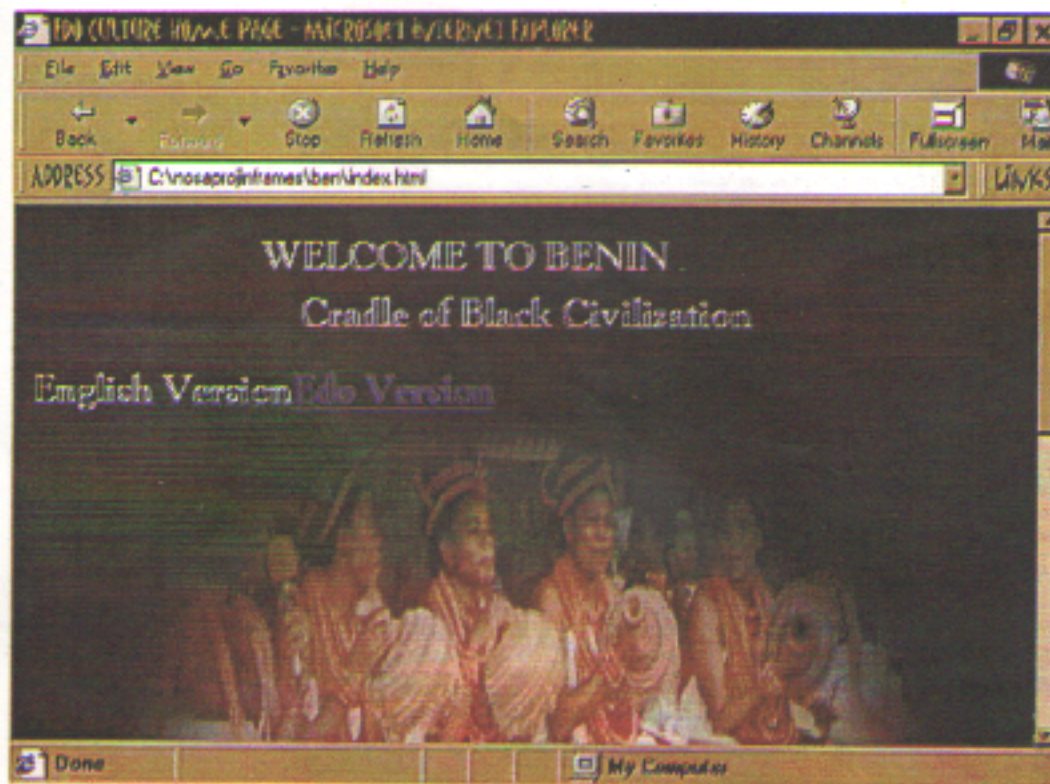 EDO CULTURE HOME PAGE - MICROSOFT INTERNET EXPLORER
File Edit View Go Favorites Help
Back Forward Stop Refresh Home Search Favorites History Channels Fullscreen Mail
ADDRESS C:\nosaprojinframes\ben\index.html LINKS
WELCOME TO BENIN
Cradle of Black Civilization
English Version Edo Version
Done My Computer